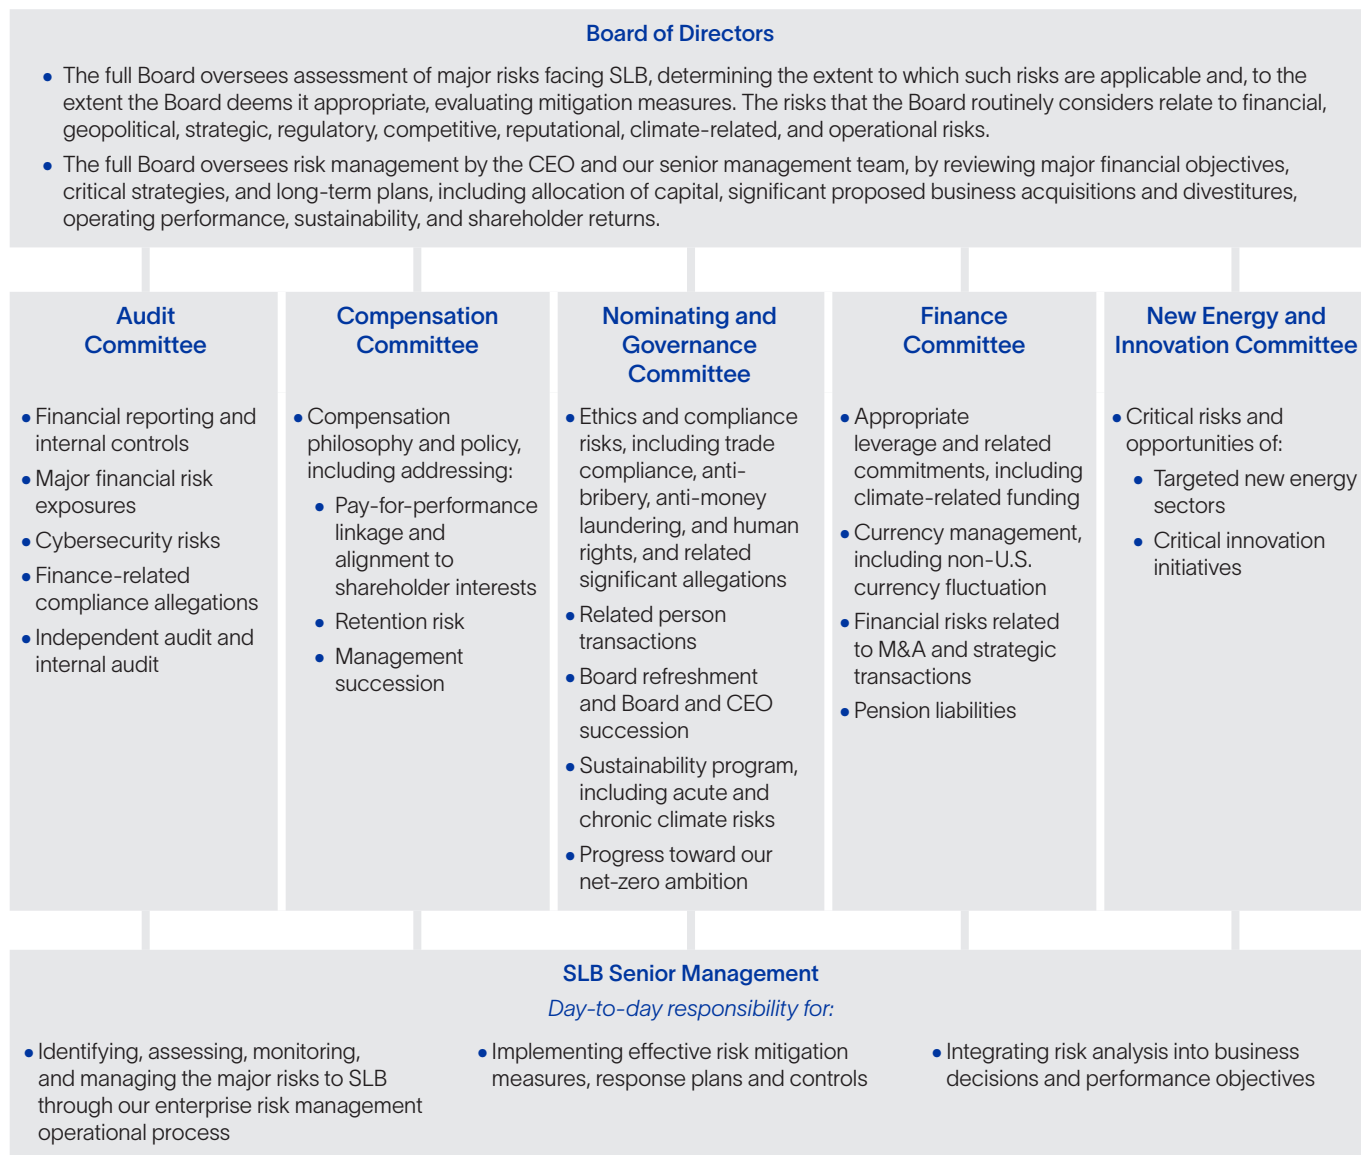 Board of Directors
• The full Board oversees assessment of major risks facing SLB, determining the extent to which such risks are applicable and, to the
extent the Board deems it appropriate, evaluating mitigation measures. The risks that the Board routinely considers relate to financial,
geopolitical, strategic, regulatory, competitive, reputational, climate-related, and operational risks.
• The full Board oversees risk management by the CEO and our senior management team, by reviewing major financial objectives,
critical strategies, and long-term plans, including allocation of capital, significant proposed business acquisitions and divestitures,
operating performance, sustainability, and shareholder returns.
Audit
Committee
• Financial reporting and
internal controls
• Major financial risk
exposures
• Cybersecurity risks
• Finance-related
compliance allegations
• Independent audit and
internal audit
Compensation
Committee
• Compensation
philosophy and policy,
including addressing:
• Pay-for-performance
linkage and
alignment to
shareholder interests
• Retention risk
• Management
succession
Nominating and
Governance
Committee
• Ethics and compliance
risks, including trade
compliance, anti-
bribery, anti-money
laundering, and human
rights, and related
significant allegations
• Related person
transactions
• Board refreshment
and Board and CEO
succession
• Sustainability program,
including acute and
chronic climate risks
• Progress toward our
net-zero ambition
Finance
Committee
• Appropriate
leverage and related
commitments, including
climate-related funding
• Currency management,
including non-U.S.
currency fluctuation
• Financial risks related
to M&A and strategic
transactions
• Pension liabilities
New Energy and
Innovation Committee
• Critical risks and
opportunities of:
• Targeted new energy
sectors
• Critical innovation
initiatives
SLB Senior Management
Day-to-day responsibility for:
• Identifying, assessing, monitoring,
and managing the major risks to SLB
through our enterprise risk management
operational process
• Implementing effective risk mitigation
measures, response plans and controls
• Integrating risk analysis into business
decisions and performance objectives